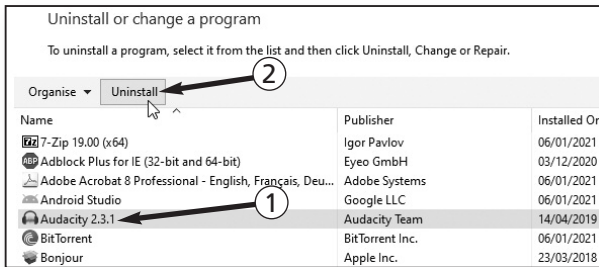 Uninstall or change a program
To uninstall a program, select it from the list and then click Uninstall, Change or Repair.
Organise Uninstall 2
Name Publisher Installed Or
7-Zip 19.00 (x64) Igor Pavlov 06/01/2021
ABP Adblock Plus for IE (32-bit and 64-bit) Eyeo GmbH 03/12/2020
Adobe Acrobat 8 Professional - English, Français, Deu... Adobe Systems 06/01/2021
Android Studio Google LLC 06/01/2021
Audacity 2.3.1 1 Audacity Team 14/04/2019
BitTorrent BitTorrent Inc. 06/01/2021
Bonjour Apple Inc. 23/03/2018